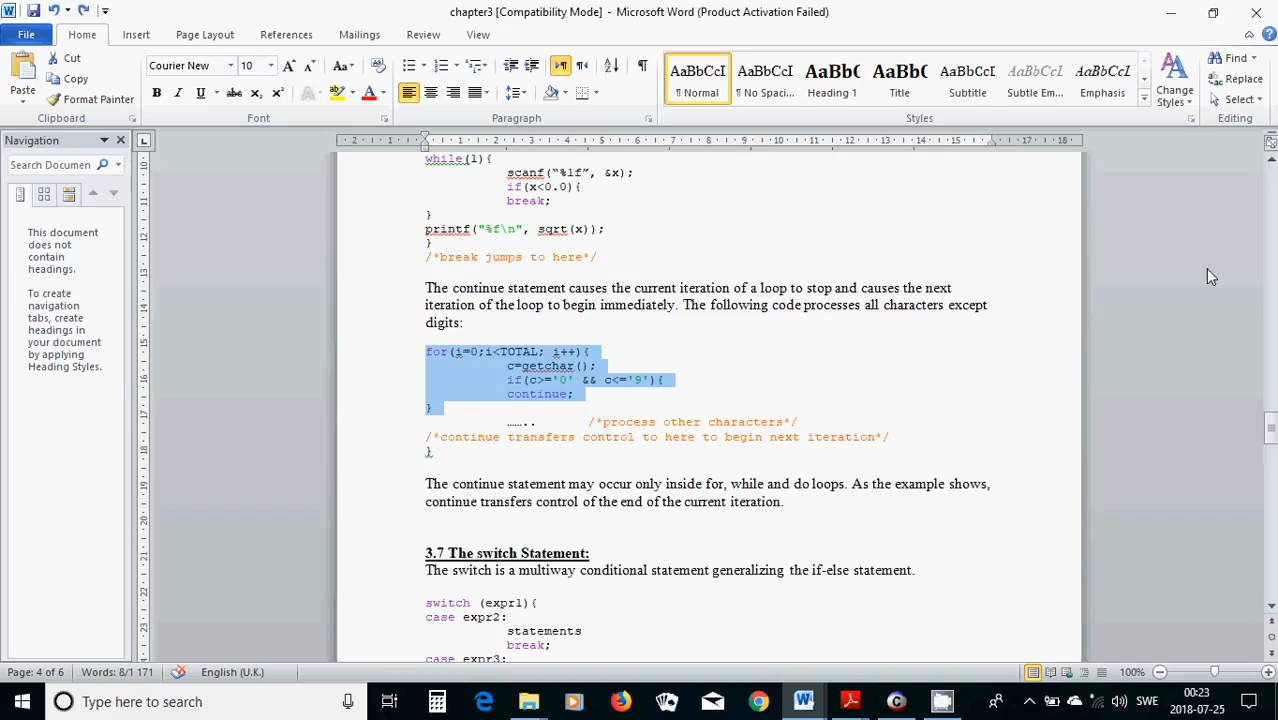 chapter3 [Compatibility Mode] - Microsoft Word (Product Activation Failed)
File Home Insert Page Layout References Mailings Review View
Paste
Cut
Copy
Format Painter
Clipboard
Courier New 10
Font
Paragraph
AaBbCcI AaBbCcI AaBbC AaBbC AaBbCcI AaBbCcI AaBbCcI
¶ Normal ¶ No Spaci... Heading 1 Title Subtitle Subtle Em... Emphasis
Styles
Change Styles
Find
Replace
Select
Editing
Navigation
Search Documen
This document
does not
contain
headings.
To create
navigation
tabs, create
headings in
your document
by applying
Heading Styles.
while(1){
scanf("%lf", &x);
if(x<0.0){
break;
}
printf("%f\n", sqrt(x));
}
/*break jumps to here*/
The continue statement causes the current iteration of a loop to stop and causes the next
iteration of the loop to begin immediately. The following code processes all characters except
digits:
for(i=0;i<TOTAL; i++){
c=getchar();
if(c>='0' && c<='9'){
continue;
}
…….. /*process other characters*/
/*continue transfers control to here to begin next iteration*/
}
The continue statement may occur only inside for, while and do loops. As the example shows,
continue transfers control of the end of the current iteration.
3.7 The switch Statement:
The switch is a multiway conditional statement generalizing the if-else statement.
switch (expr1){
case expr2:
statements
break;
case expr3:
Page: 4 of 6 Words: 8/1 171 English (U.K.) 100%
Type here to search
SWE
00:23
2018-07-25